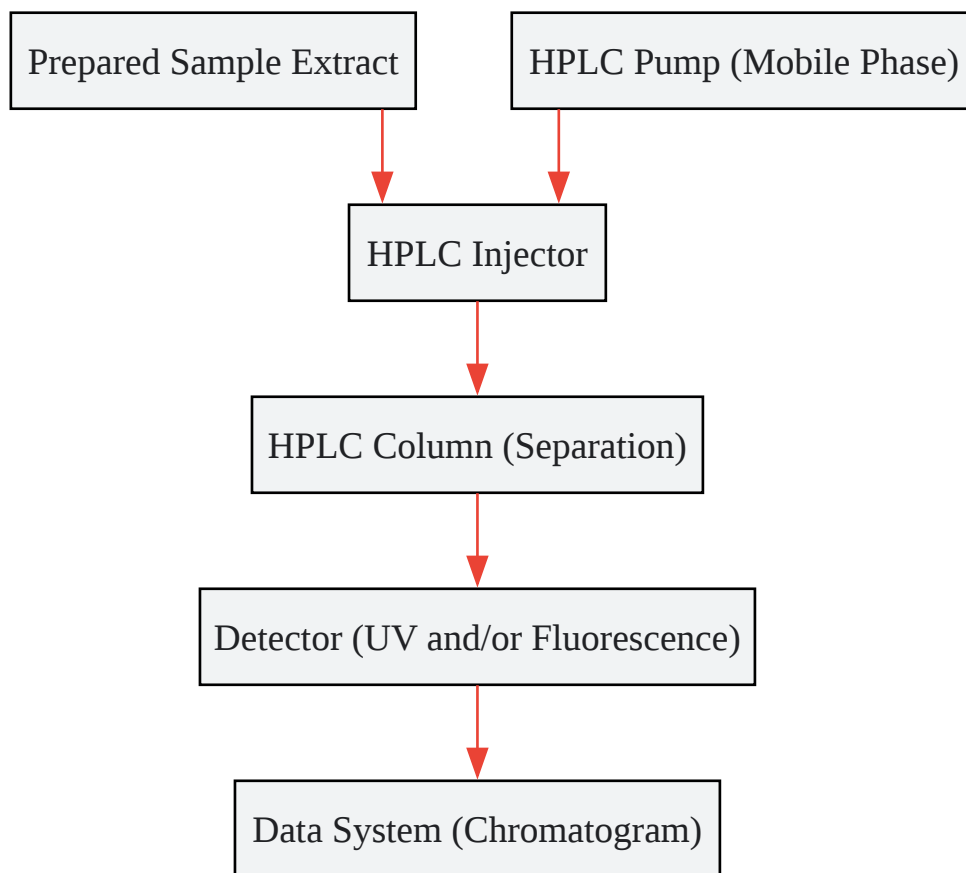 Prepared Sample Extract
HPLC Pump (Mobile Phase)
HPLC Injector
HPLC Column (Separation)
Detector (UV and/or Fluorescence)
Data System (Chromatogram)